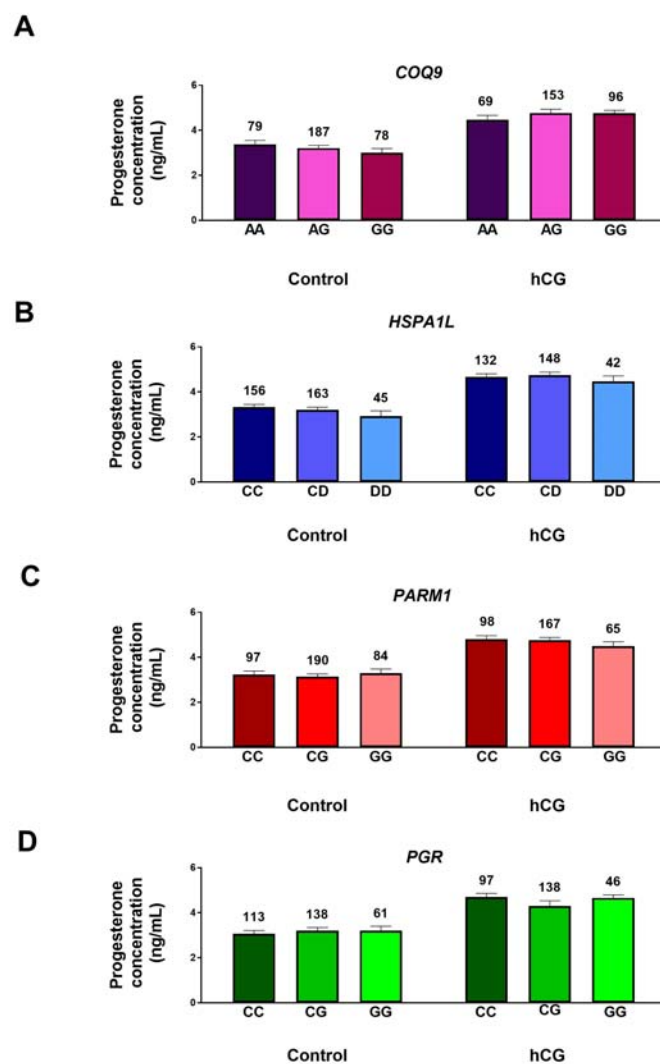 A
COQ9
Progesterone
concentration
(ng/mL)
6
4
2
0
79 187 78 69 153 96
AA AG GG AA AG GG
Control hCG
B
HSPA1L
Progesterone
concentration
(ng/mL)
6
4
2
0
156 163 45 132 148 42
CC CD DD CC CD DD
Control hCG
C
PARM1
Progesterone
concentration
(ng/mL)
6
4
2
0
97 190 84 98 167 65
CC CG GG CC CG GG
Control hCG
D
PGR
Progesterone
concentration
(ng/mL)
6
4
2
0
113 138 61 97 138 46
CC CG GG CC CG GG
Control hCG